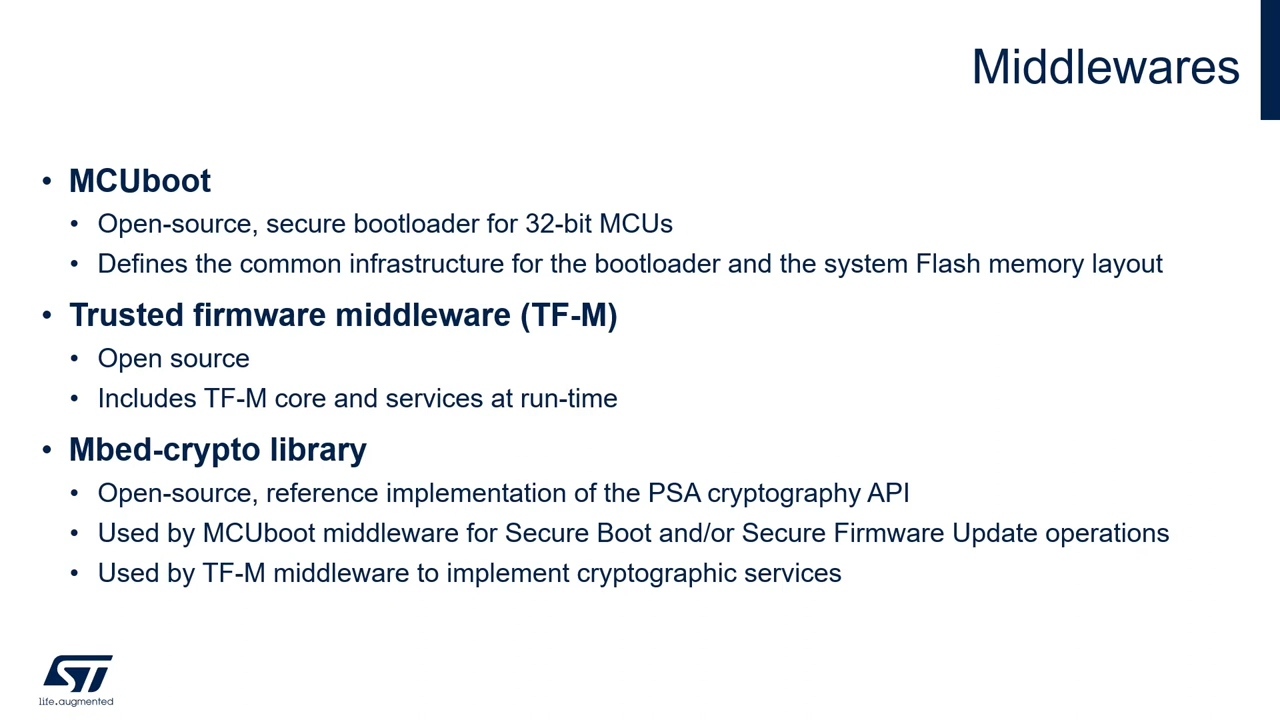 Middlewares
• MCUboot
• Open-source, secure bootloader for 32-bit MCUs
• Defines the common infrastructure for the bootloader and the system Flash memory layout
• Trusted firmware middleware (TF-M)
• Open source
• Includes TF-M core and services at run-time
• Mbed-crypto library
• Open-source, reference implementation of the PSA cryptography API
• Used by MCUboot middleware for Secure Boot and/or Secure Firmware Update operations
• Used by TF-M middleware to implement cryptographic services
ST
life.augmented